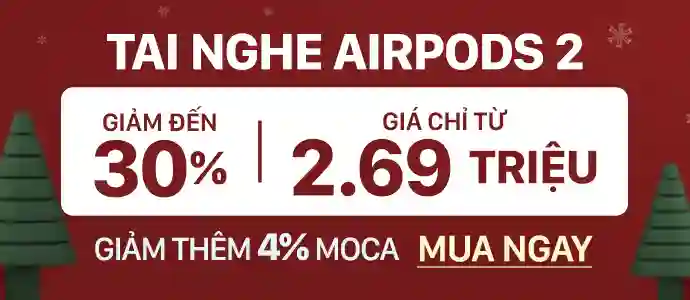 TAI NGHE AIRPODS 2
GIẢM ĐẾN
30%
GIÁ CHỈ TỪ
2.69 TRIỆU
GIẢM THÊM 4% MOCA MUA NGAY